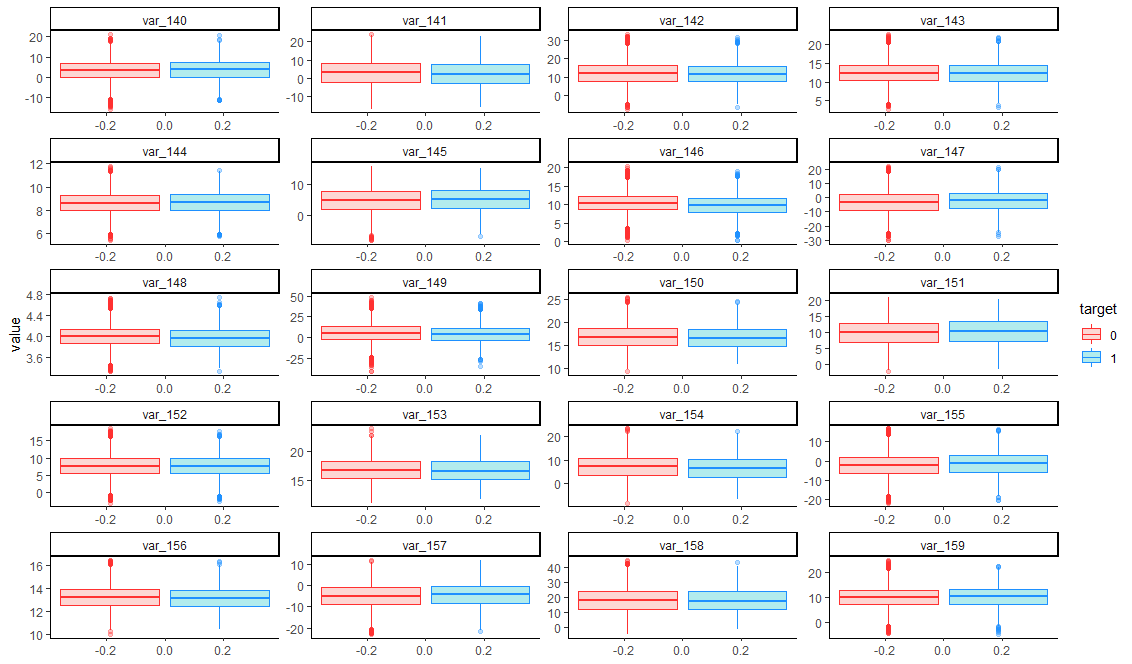 var_140 var_141 var_142 var_143
20 10 0 -10
20 10 0 -10
30 20 10 0
20 15 10 5
-0.2 0.0 0.2 -0.2 0.0 0.2 -0.2 0.0 0.2 -0.2 0.0 0.2
var_144 var_145 var_146 var_147
12 10 8 6
10 0
20 15 10 5 0
20 10 0 -10 -20 -30
-0.2 0.0 0.2 -0.2 0.0 0.2 -0.2 0.0 0.2 -0.2 0.0 0.2
var_148 var_149 var_150 var_151
4.8 4.4 4.0 3.6
50 25 0 -25
25 20 15 10
20 15 10 5 0
-0.2 0.0 0.2 -0.2 0.0 0.2 -0.2 0.0 0.2 -0.2 0.0 0.2
var_152 var_153 var_154 var_155
15 10 5 0
20 15
20 10 0
10 0 -10 -20
-0.2 0.0 0.2 -0.2 0.0 0.2 -0.2 0.0 0.2 -0.2 0.0 0.2
var_156 var_157 var_158 var_159
16 14 12 10
10 0 -10 -20
40 30 20 10 0
20 10 0
-0.2 0.0 0.2 -0.2 0.0 0.2 -0.2 0.0 0.2 -0.2 0.0 0.2
value
target
0
1